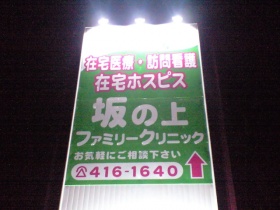 在宅医療・訪問看護
在宅ホスピス
坂の上
ファミリークリニック
お気軽にご相談下さい
☎416-1640